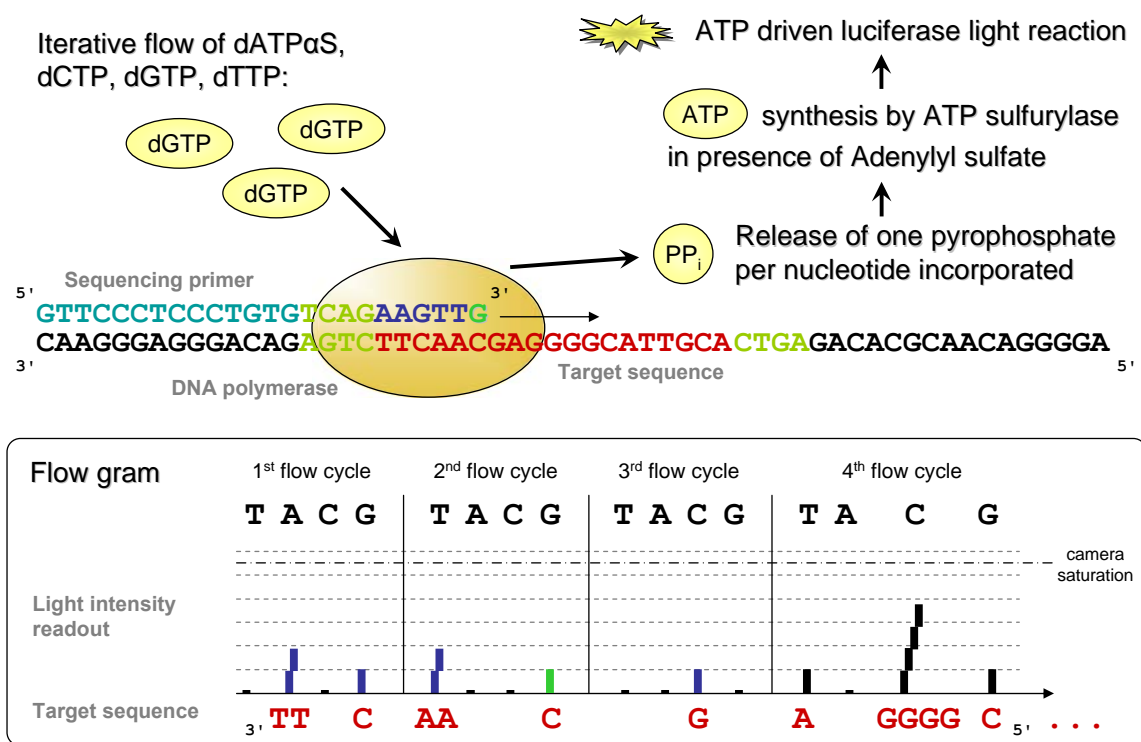 Iterative flow of dATPαS,
dCTP, dGTP, dTTP:
dGTP
dGTP
dGTP
ATP driven luciferase light reaction
ATP synthesis by ATP sulfurylase
in presence of Adenylyl sulfate
PPi Release of one pyrophosphate
per nucleotide incorporated
Sequencing primer
5' 3'
GTTCCCTCCCTGTGTCAGAAGTTG
CAAGGGAGGGACAGAGTCTTCAACGAGGGGCATTGCACTGAGACACGCAACAGGGGA
3' 5'
DNA polymerase
Target sequence
Flow gram
1st flow cycle 2nd flow cycle 3rd flow cycle 4th flow cycle
T A C G T A C G T A C G T A C G
camera
saturation
Light intensity
readout
Target sequence 3' TT C AA C G A GGGG C 5' ...